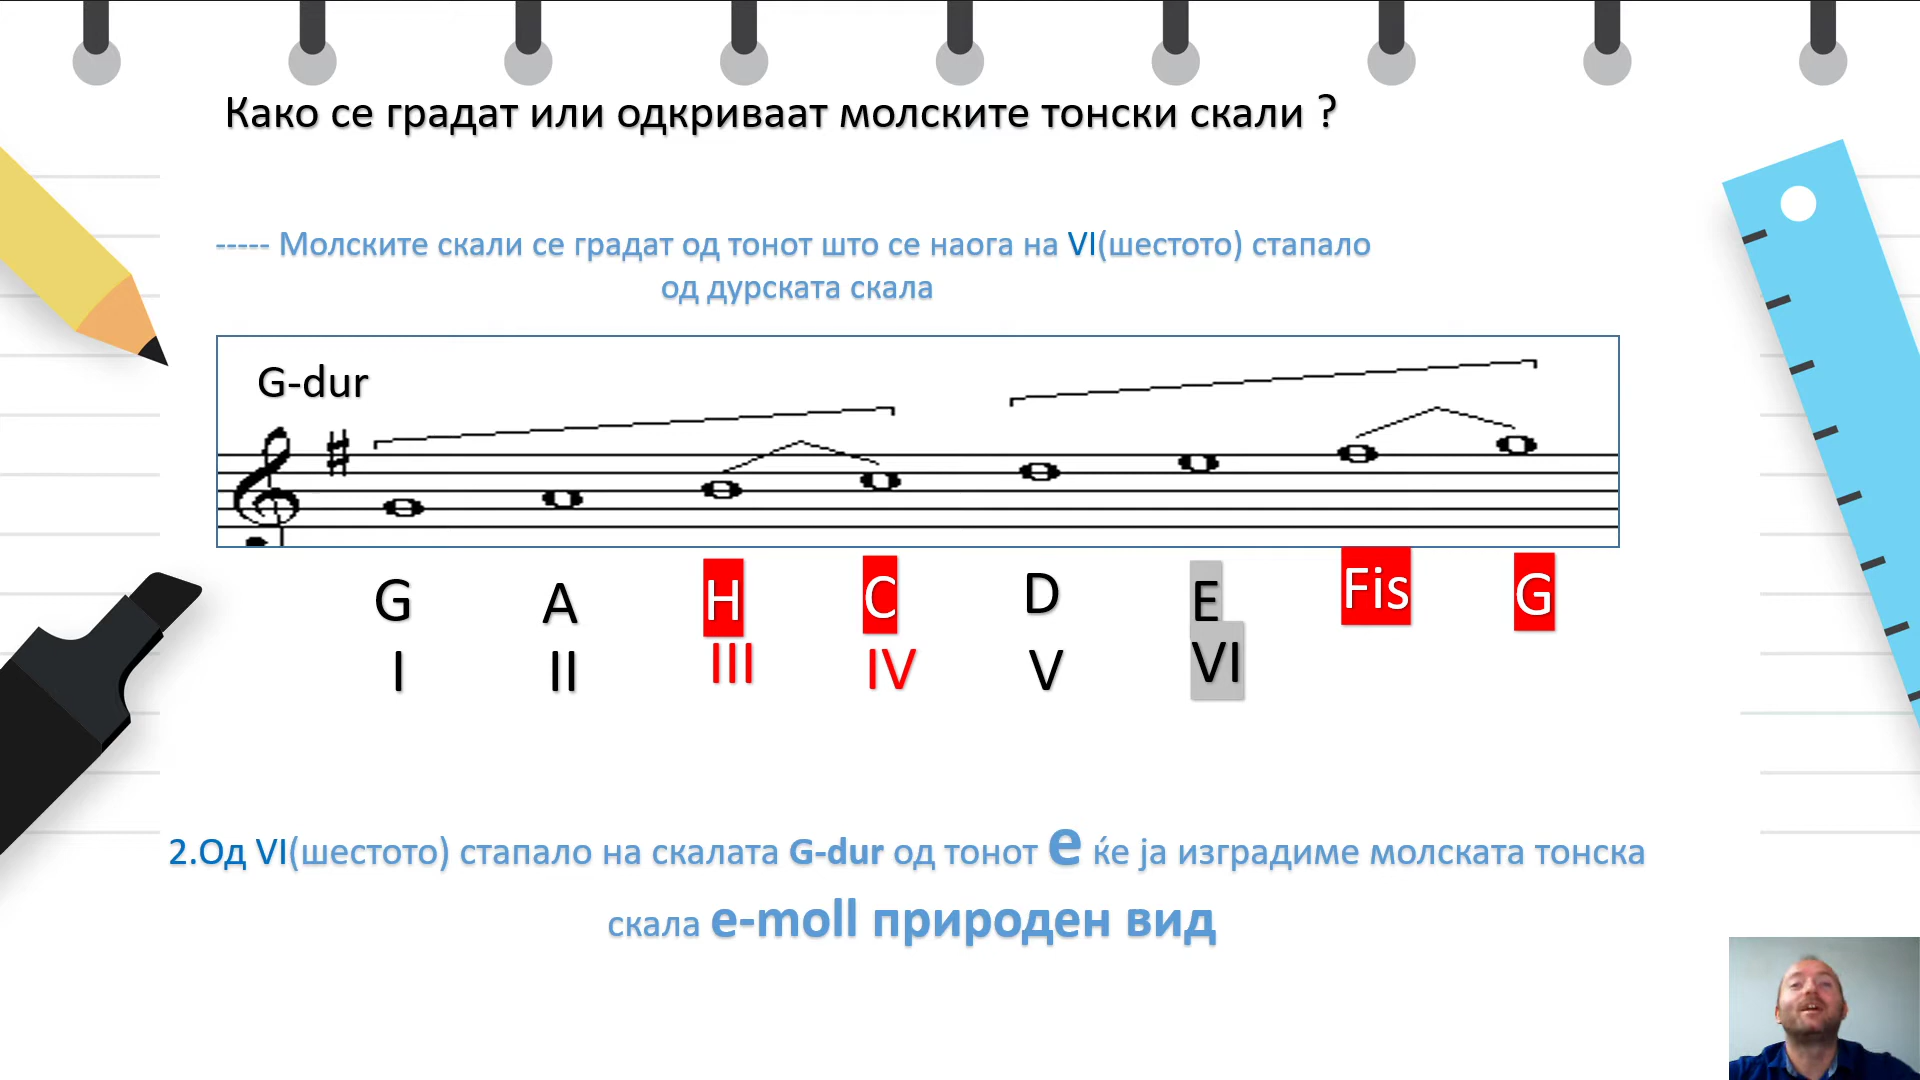 Како се градат или одкриваат молските тонски скали ?
----- Молските скали се градат од тонот што се наоѓа на VI(шестото) стапало
од дурската скала
G-dur
G A H C D E Fis G
I II III IV V VI
2.Од VI(шестото) стапало на скалата G-dur од тонот e ќе ја изградиме молската тонска
скала e-moll природен вид